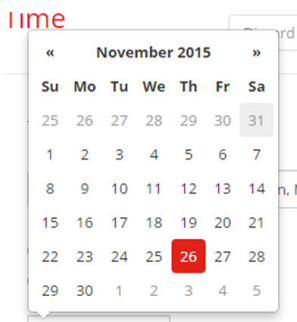 Time
« November 2015 »
Su Mo Tu We Th Fr Sa
25 26 27 28 29 30 31
1 2 3 4 5 6 7
8 9 10 11 12 13 14
15 16 17 18 19 20 21
22 23 24 25 26 27 28
29 30 1 2 3 4 5